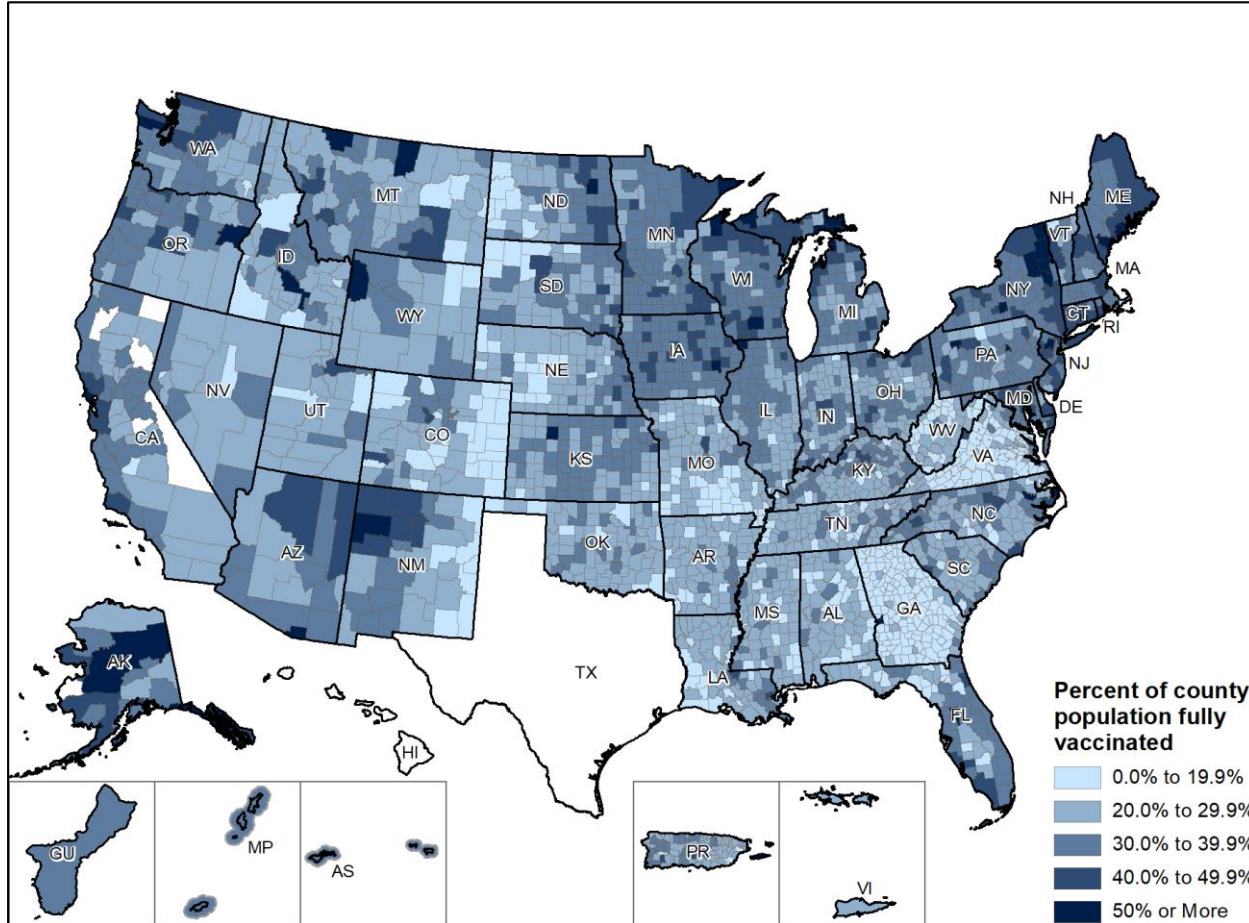 WA
MT
ND
MN
NH
ME
VT
OR
ID
SD
WI
MA
WY
MI
NY
CT
RI
IA
PA
NJ
NE
NV
OH
MD
DE
UT
IL
IN
CA
CO
WV
VA
KS
MO
KY
NC
TN
OK
AZ
NM
AR
SC
MS
AL
GA
AK
TX
LA
FL
HI
GU
MP
AS
PR
VI
Percent of county
population fully
vaccinated
0.0% to 19.9%
20.0% to 29.9%
30.0% to 39.9%
40.0% to 49.9%
50% or More